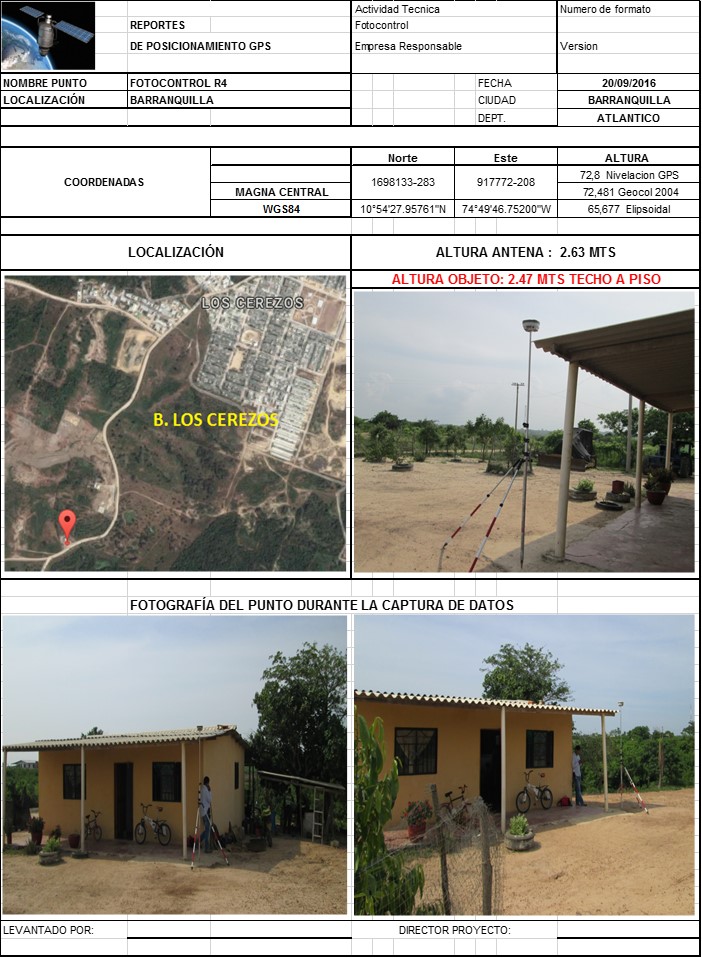 Actividad Tecnica
Numero de formato
REPORTES
Fotocontrol
DE POSICIONAMIENTO GPS
Empresa Responsable
Version
NOMBRE PUNTO
FOTOCONTROL R4
FECHA
20/09/2016
LOCALIZACIÓN
BARRANQUILLA
CIUDAD
BARRANQUILLA
DEPT.
ATLANTICO
COORDENADAS
Norte
Este
ALTURA
MAGNA CENTRAL
1698133-283
917772-208
72,8 Nivelacion GPS
72,481 Geocol 2004
WGS84
10°54'27.95761"N
74°49'46.75200"W
65,677 Elipsoidal
LOCALIZACIÓN
ALTURA ANTENA : 2.63 MTS
ALTURA OBJETO: 2.47 MTS TECHO A PISO
LOS CEREZOS
B. LOS CEREZOS
FOTOGRAFÍA DEL PUNTO DURANTE LA CAPTURA DE DATOS
LEVANTADO POR:
DIRECTOR PROYECTO: